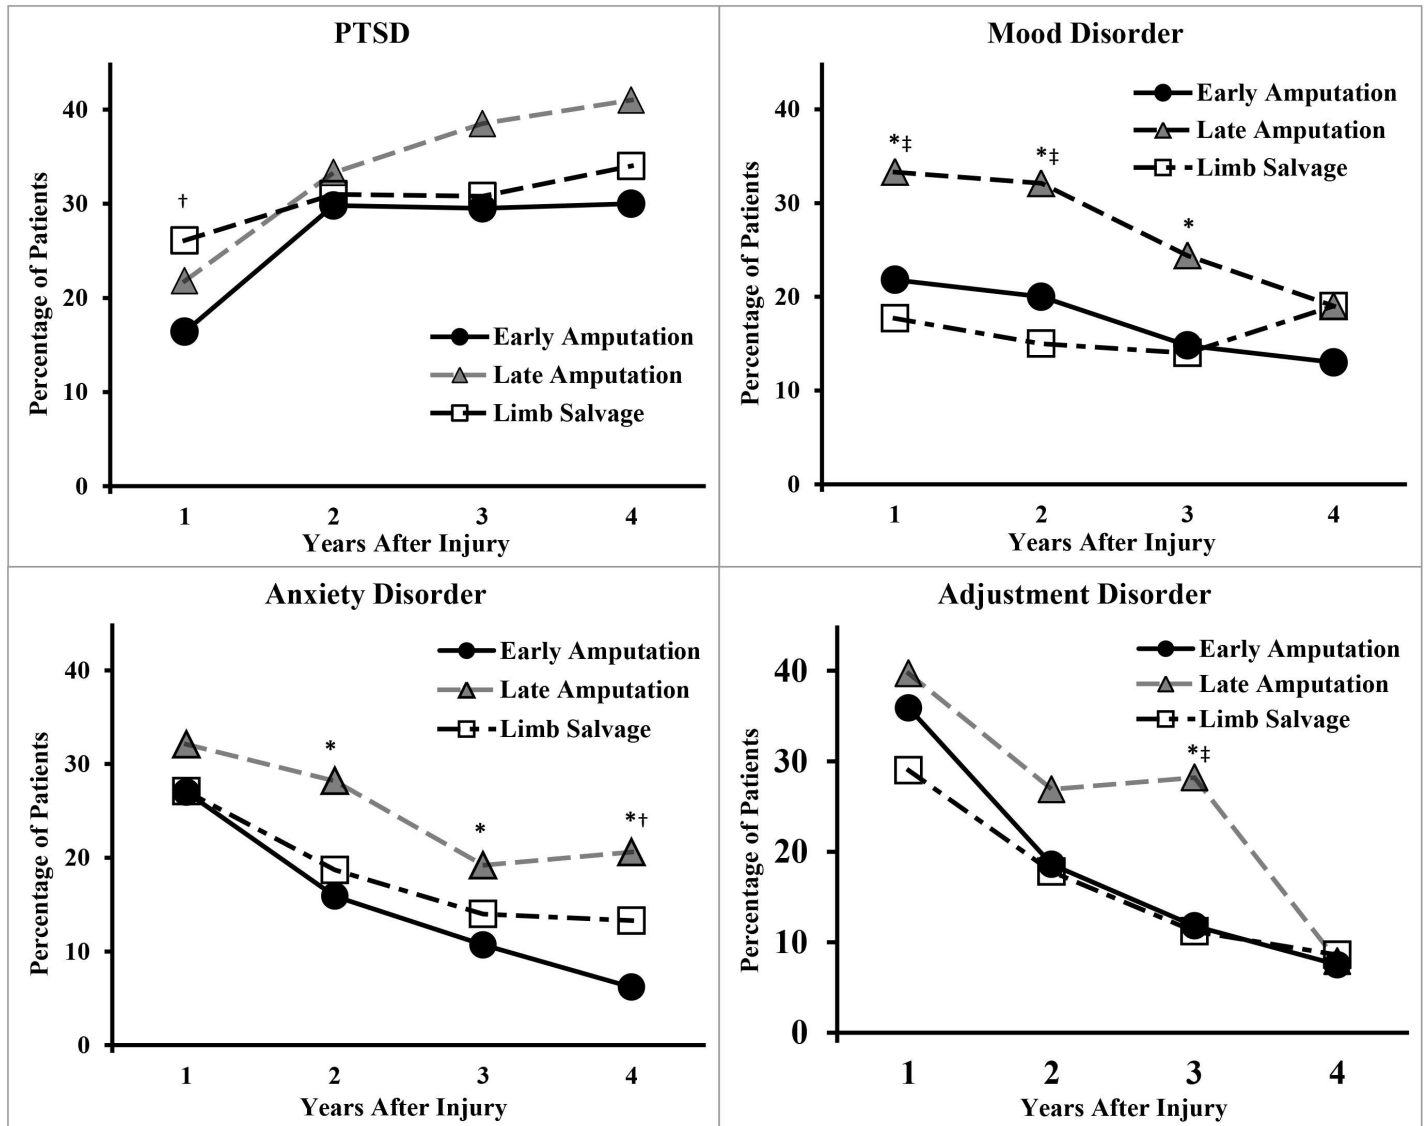 PTSD
Percentage of Patients
40
30
20
10
0
†
Early Amputation
Late Amputation
Limb Salvage
1 2 3 4
Years After Injury
Mood Disorder
Percentage of Patients
40
30
20
10
0
Early Amputation
Late Amputation
Limb Salvage
*‡
*‡
*
1 2 3 4
Years After Injury
Anxiety Disorder
Percentage of Patients
40
30
20
10
0
Early Amputation
Late Amputation
Limb Salvage
*
*
*†
1 2 3 4
Years After Injury
Adjustment Disorder
Percentage of Patients
40
30
20
10
0
Early Amputation
Late Amputation
Limb Salvage
*‡
1 2 3 4
Years After Injury